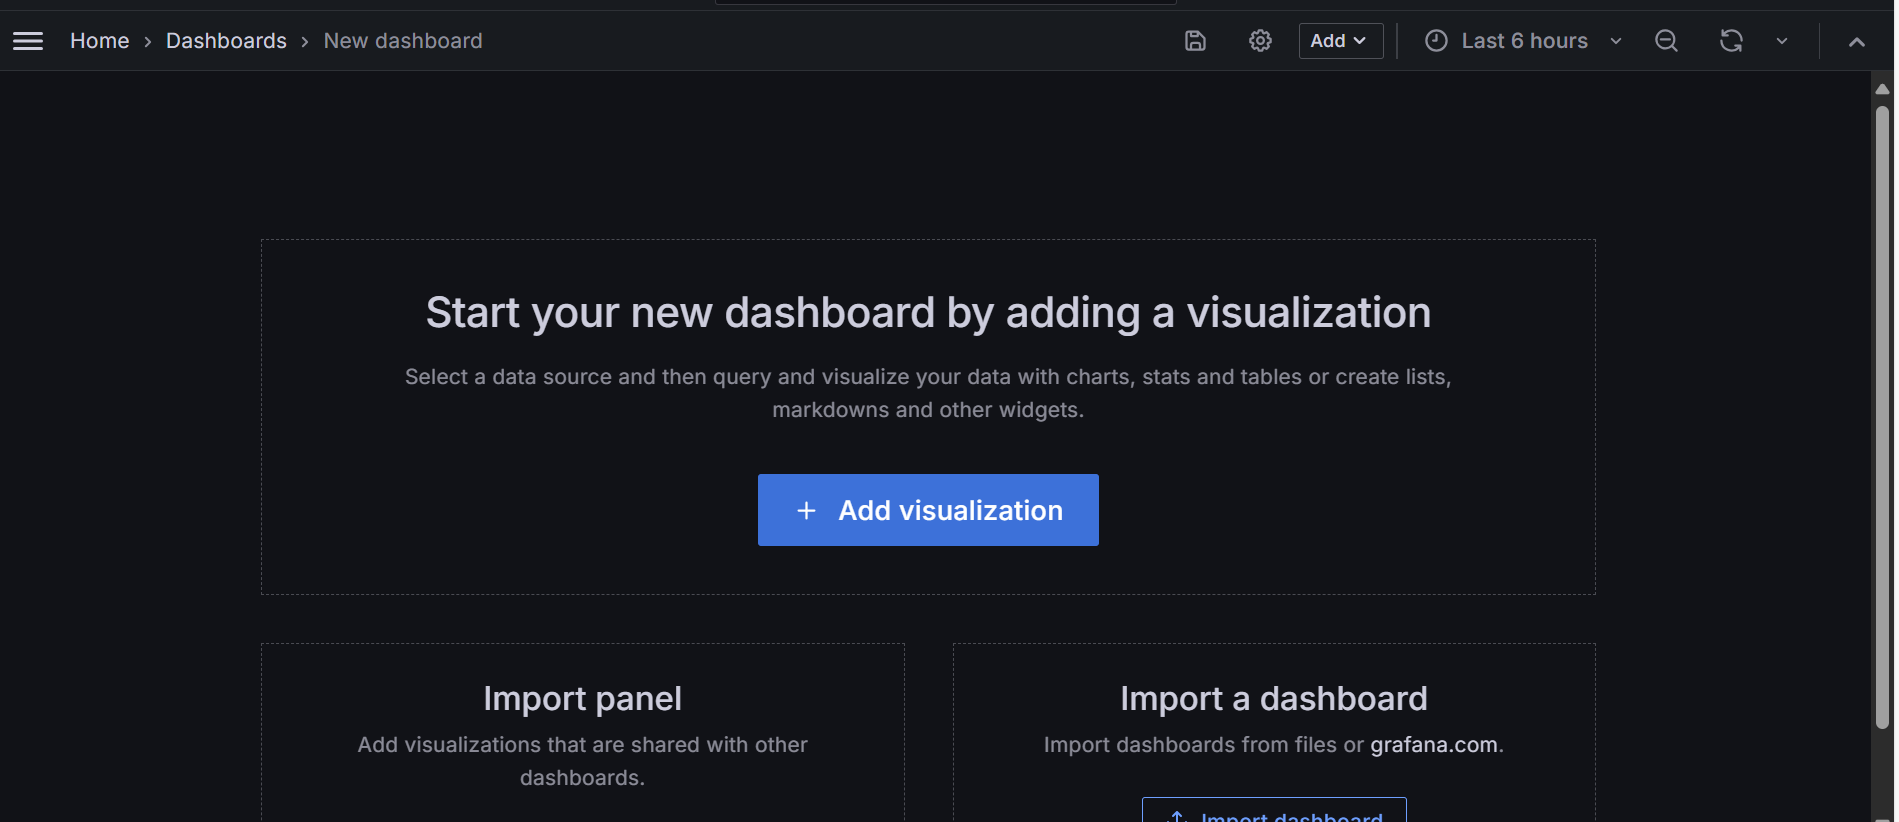 Home › Dashboards › New dashboard
Add
Last 6 hours
Start your new dashboard by adding a visualization
Select a data source and then query and visualize your data with charts, stats and tables or create lists,
markdowns and other widgets.
+ Add visualization
Import panel
Add visualizations that are shared with other
dashboards.
Import a dashboard
Import dashboards from files or grafana.com.
Import dashboard